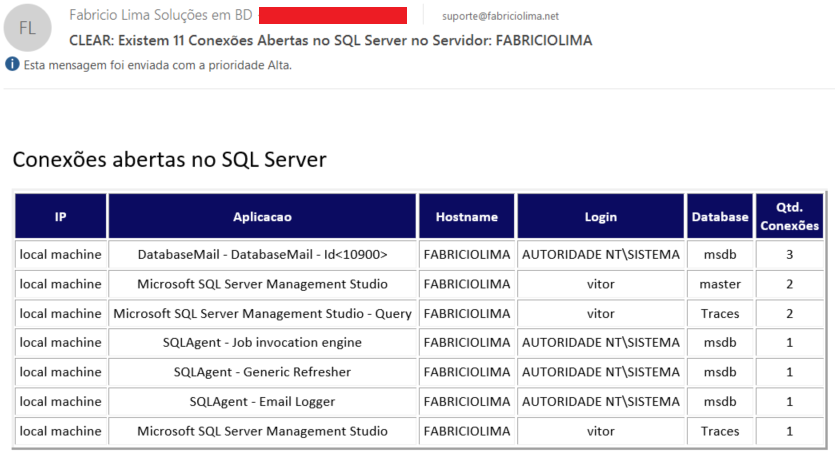 FL
Fabricio Lima Soluções em BD
suporte@fabriciolima.net
CLEAR: Existem 11 Conexões Abertas no SQL Server no Servidor: FABRICIOLIMA
Esta mensagem foi enviada com a prioridade Alta.
Conexões abertas no SQL Server
IP Aplicacao Hostname Login Database Qtd. Conexões
local machine DatabaseMail - DatabaseMail - Id<10900> FABRICIOLIMA AUTORIDADE NT\SISTEMA msdb 3
local machine Microsoft SQL Server Management Studio FABRICIOLIMA vitor master 2
local machine Microsoft SQL Server Management Studio - Query FABRICIOLIMA vitor Traces 2
local machine SQLAgent - Job invocation engine FABRICIOLIMA AUTORIDADE NT\SISTEMA msdb 1
local machine SQLAgent - Generic Refresher FABRICIOLIMA AUTORIDADE NT\SISTEMA msdb 1
local machine SQLAgent - Email Logger FABRICIOLIMA AUTORIDADE NT\SISTEMA msdb 1
local machine Microsoft SQL Server Management Studio FABRICIOLIMA vitor Traces 1